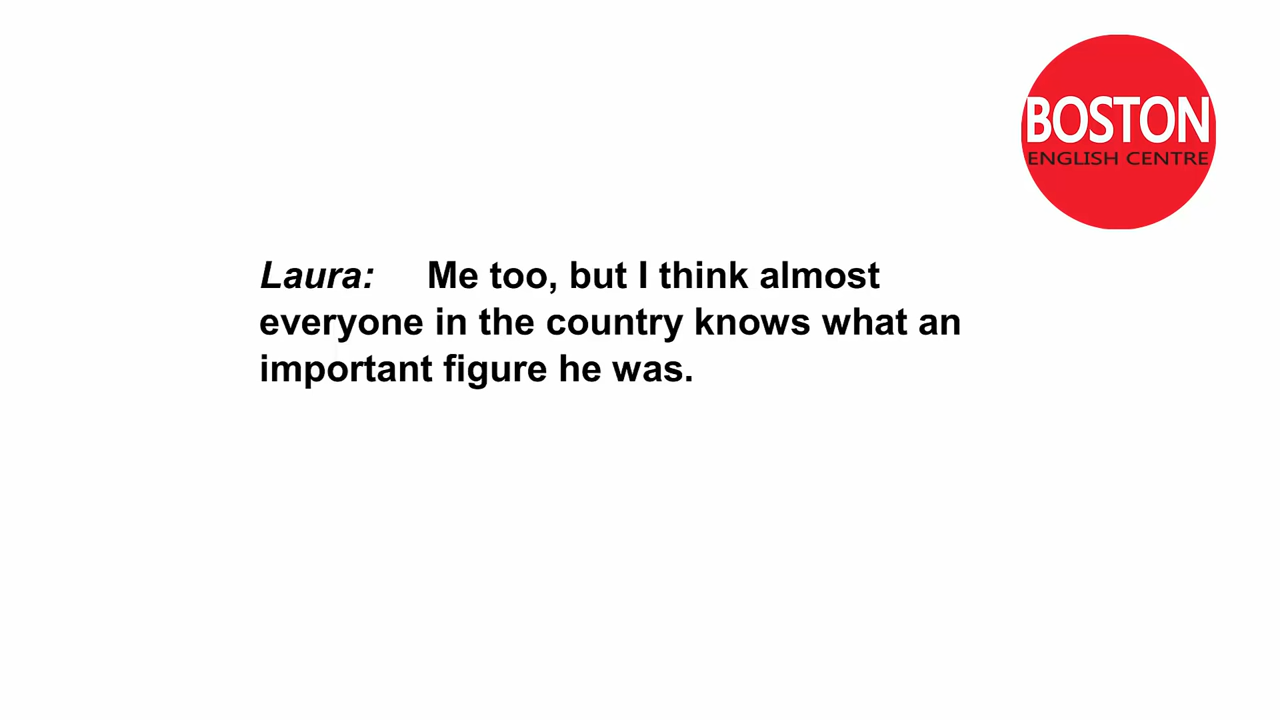 BOSTON
ENGLISH CENTRE
Laura: Me too, but I think almost
everyone in the country knows what an
important figure he was.